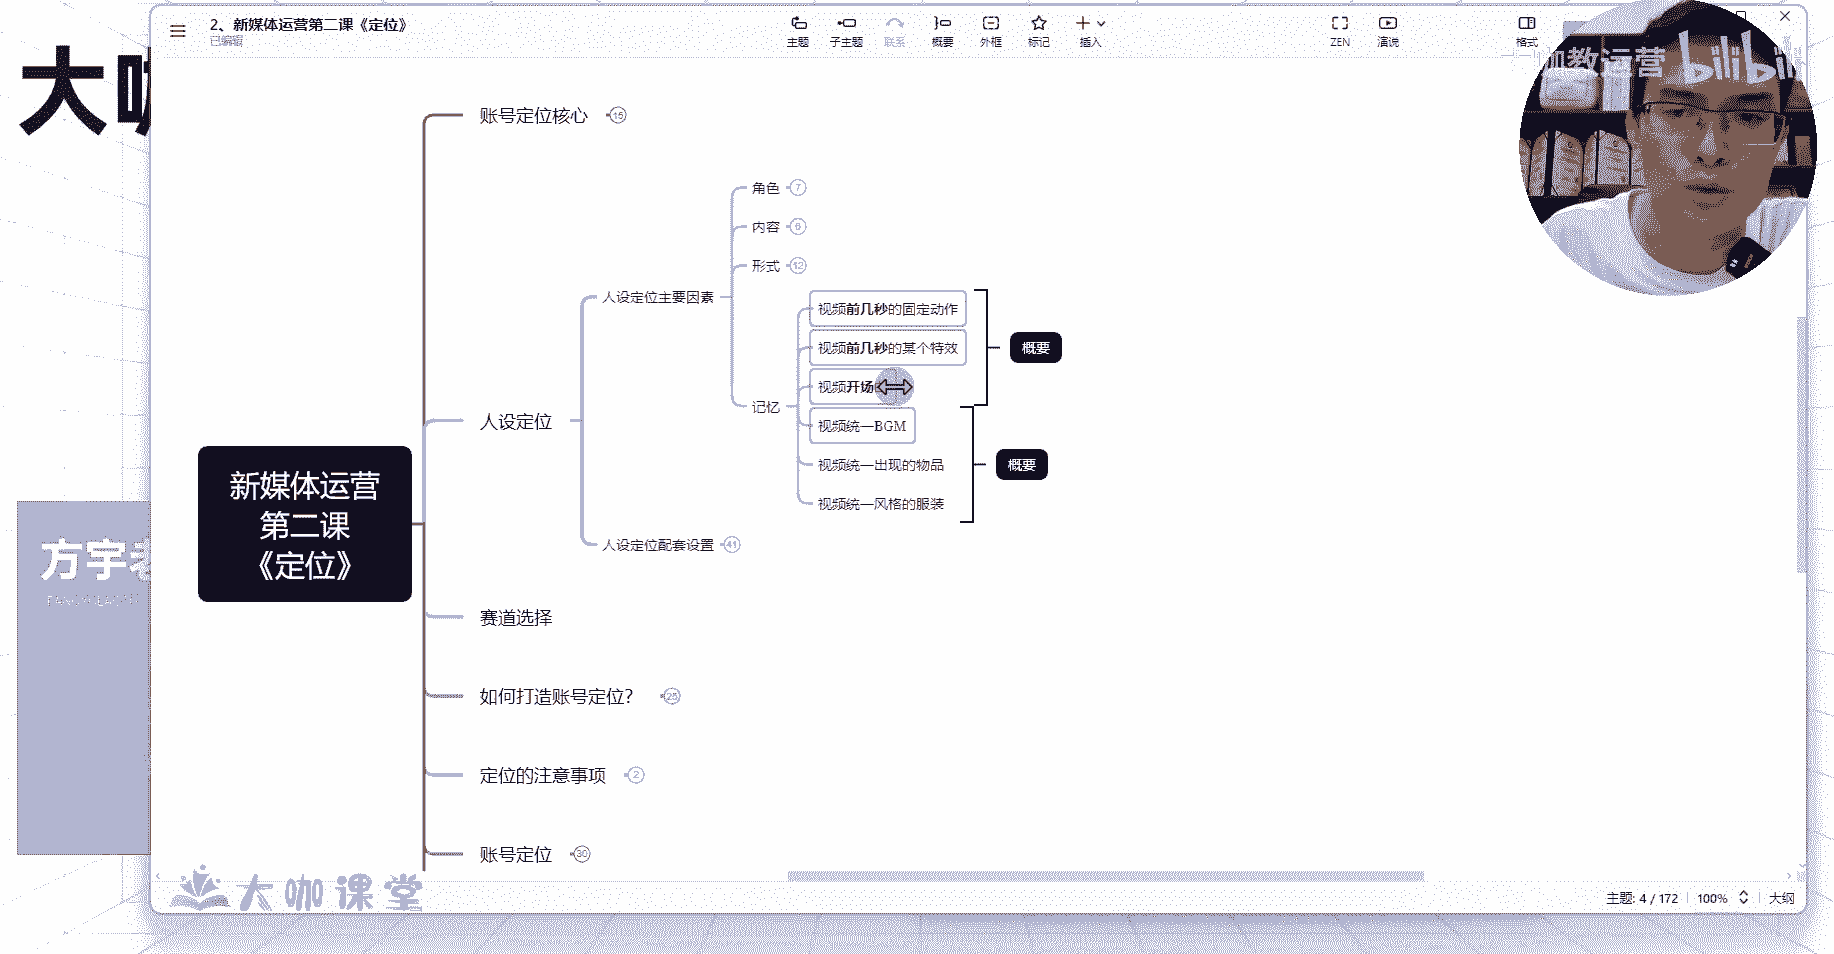 大咖
2、新媒体运营第二课《定位》
已编辑
主题
子主题
联系
概要
外框
标记
插入
ZEN
演说
格式
咖教运营 bilibili
账号定位核心 15
角色 7
内容 6
形式 12
人设定位主要因素
视频前几秒的固定动作
视频前几秒的某个特效
概要
视频开场
记忆
视频统一BGM
人设定位
视频统一出现的物品
概要
视频统一风格的服装
新媒体运营
第二课
《定位》
人设定位配套设置 41
方宇老
赛道选择
如何打造账号定位? 25
定位的注意事项 2
账号定位 30
大咖课堂
主题: 4 / 172
100%
大纲